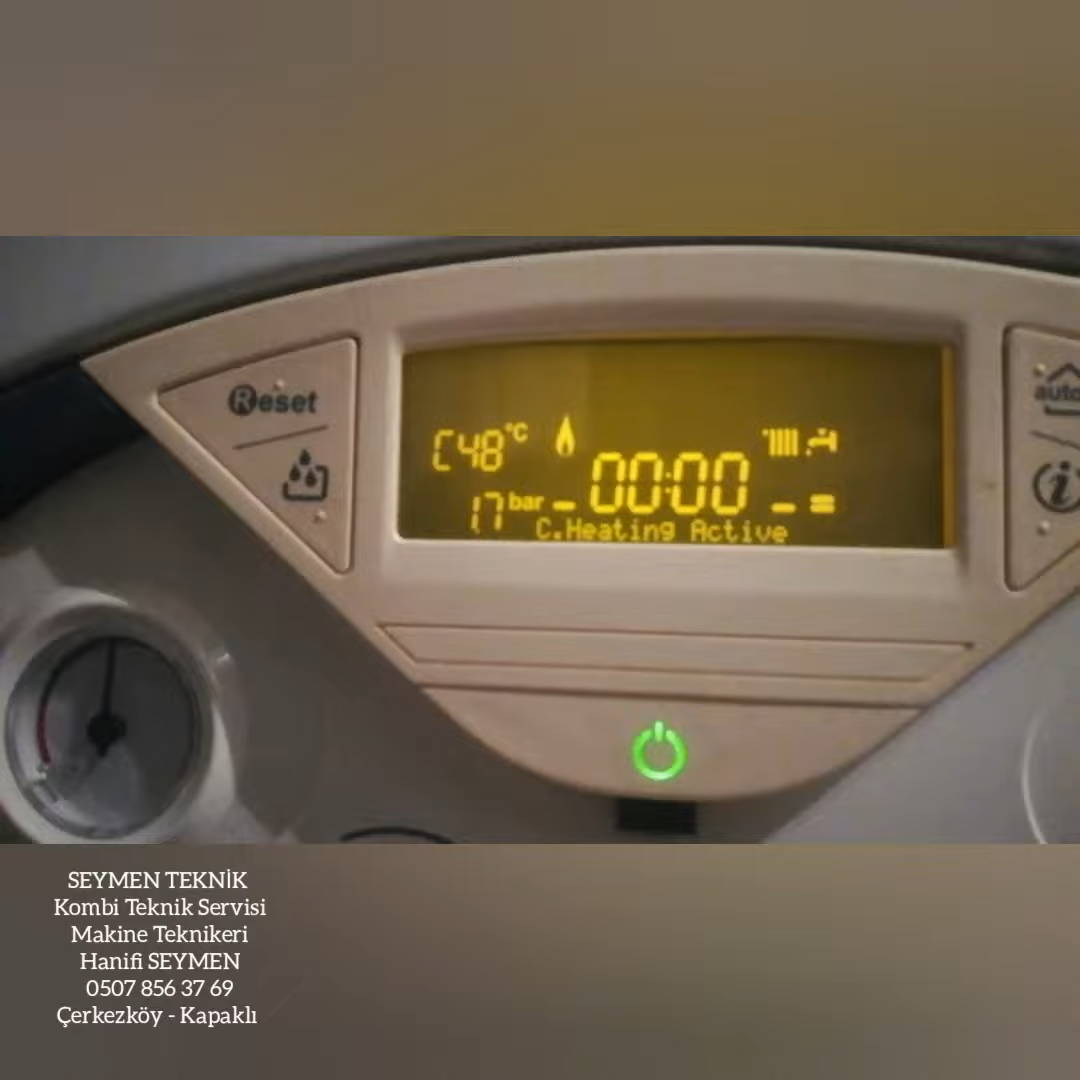 Reset
auto
C48°C
1.7 bar
00:00
C.Heating Active
SEYMEN TEKNİK
Kombi Teknik Servisi
Makine Teknikeri
Hanifi SEYMEN
0507 856 37 69
Çerkezköy - Kapaklı